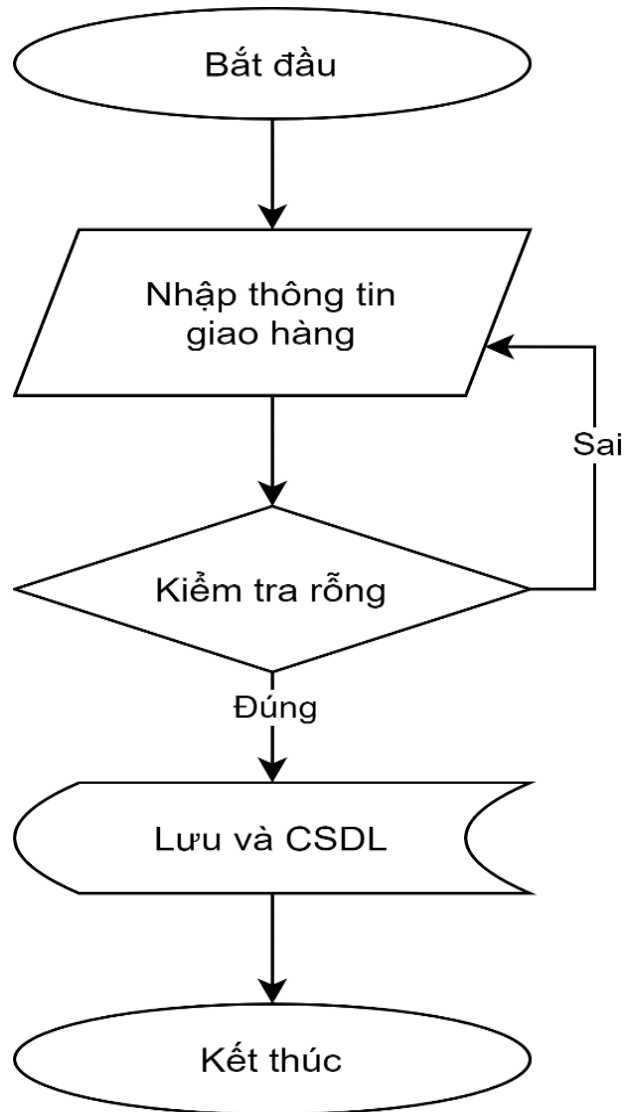 Bắt đầu
Nhập thông tin
giao hàng
Sai
Kiểm tra rỗng
Đúng
Lưu và CSDL
Kết thúc